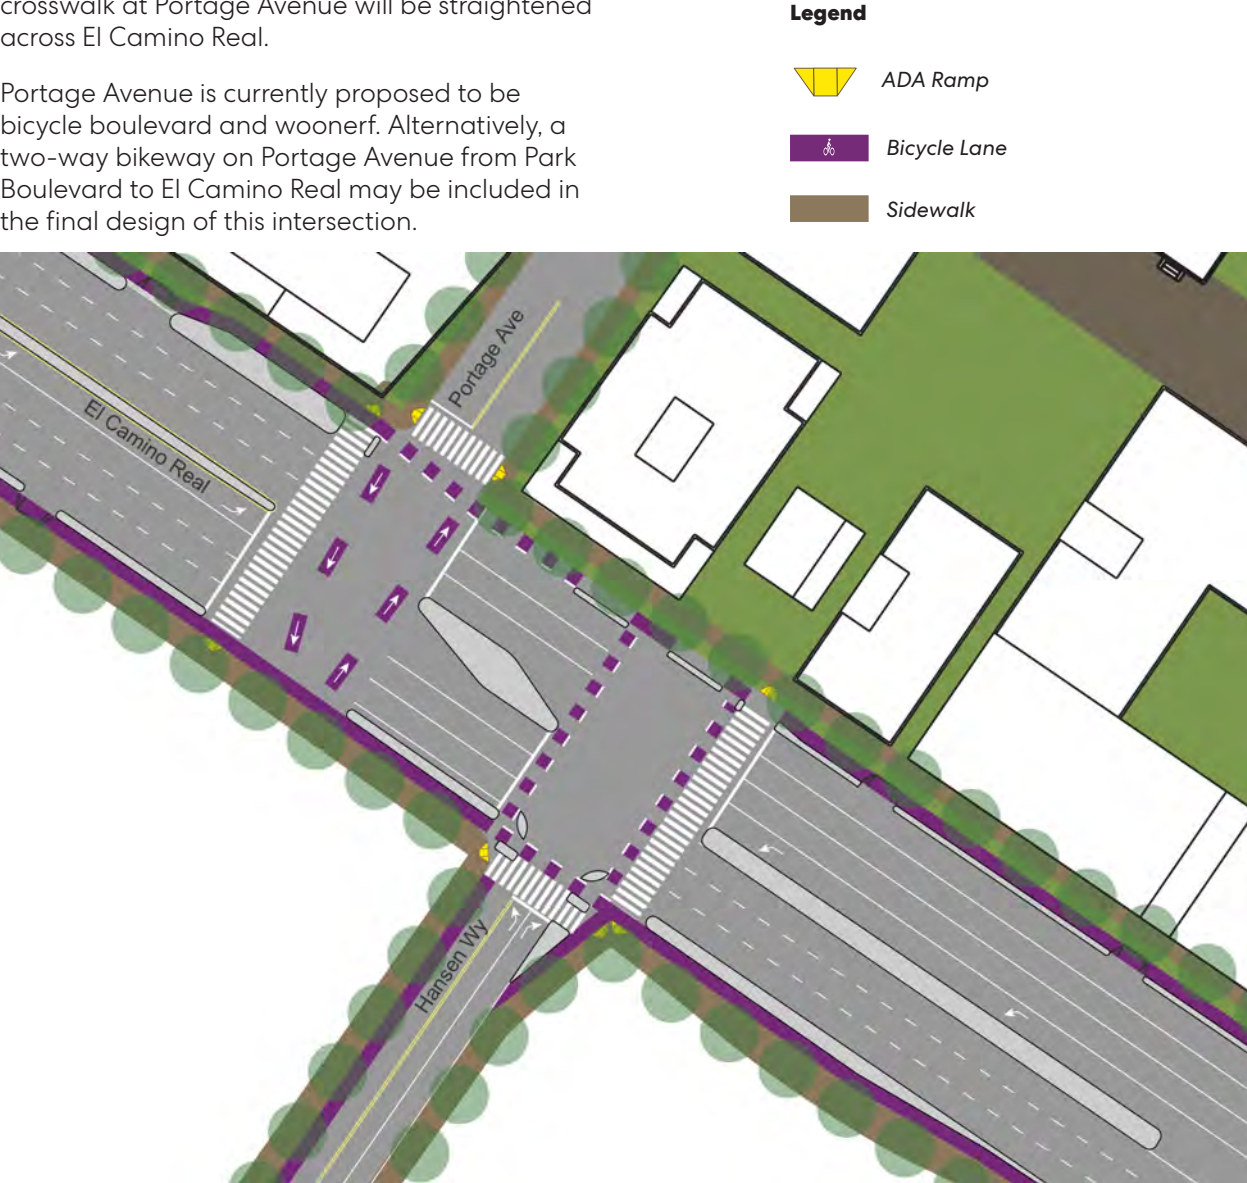 crosswalk at Portage Avenue will be straightened
across El Camino Real.
Portage Avenue is currently proposed to be
bicycle boulevard and woonerf. Alternatively, a
two-way bikeway on Portage Avenue from Park
Boulevard to El Camino Real may be included in
the final design of this intersection.
Legend
ADA Ramp
Bicycle Lane
Sidewalk
Portage Ave
El Camino Real
Hansen Wy